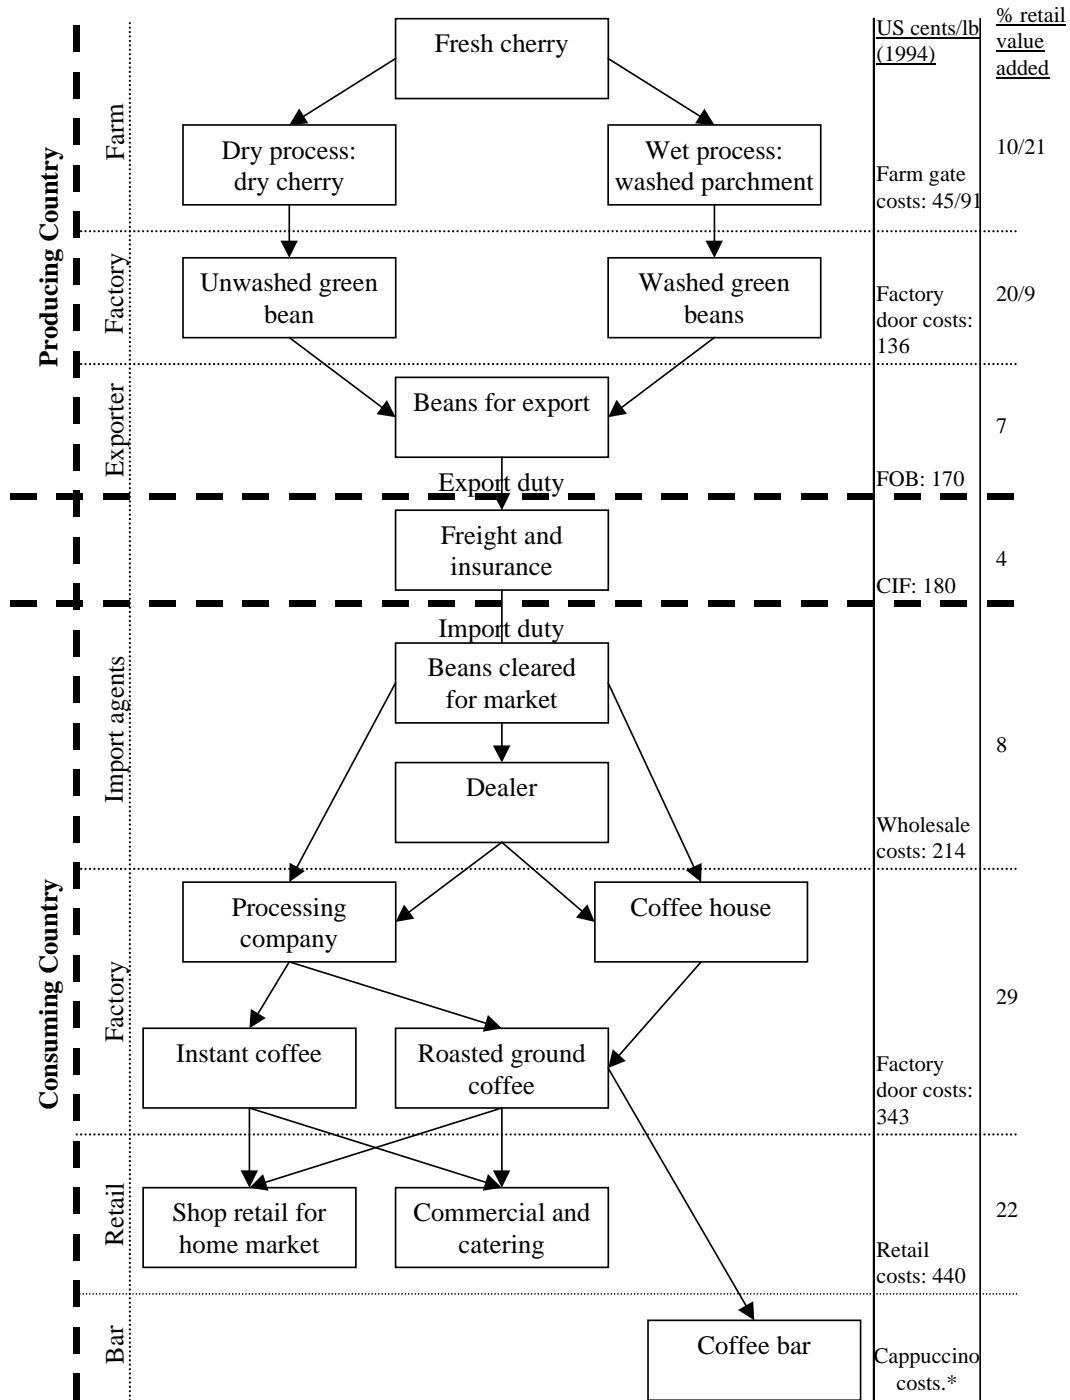 US cents/lb
(1994)
% retail
value
added
Producing Country
Farm
Fresh cherry
Dry process:
dry cherry
Wet process:
washed parchment
Farm gate
costs: 45/91
10/21
Factory
Unwashed green
bean
Washed green
beans
Factory
door costs:
136
20/9
Exporter
Beans for export
Export duty
FOB: 170
7
Freight and
insurance
CIF: 180
4
Consuming Country
Import duty
Import agents
Beans cleared
for market
Dealer
Wholesale
costs: 214
8
Factory
Processing
company
Coffee house
Instant coffee
Roasted ground
coffee
Factory
door costs:
343
29
Retail
Shop retail for
home market
Commercial and
catering
Retail
costs: 440
22
Bar
Coffee bar
Cappuccino
costs.*